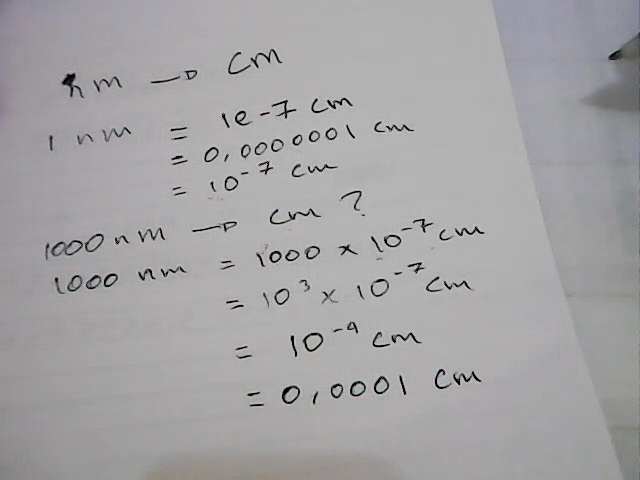 nm → cm
1 nm = 1e-7 cm
= 0,0000001 cm
= 10⁻⁷ cm
1000 nm → cm ?
1000 nm = 1000 x 10⁻⁷ cm
= 10³ x 10⁻⁷ cm
= 10⁻⁴ cm
= 0,0001 cm